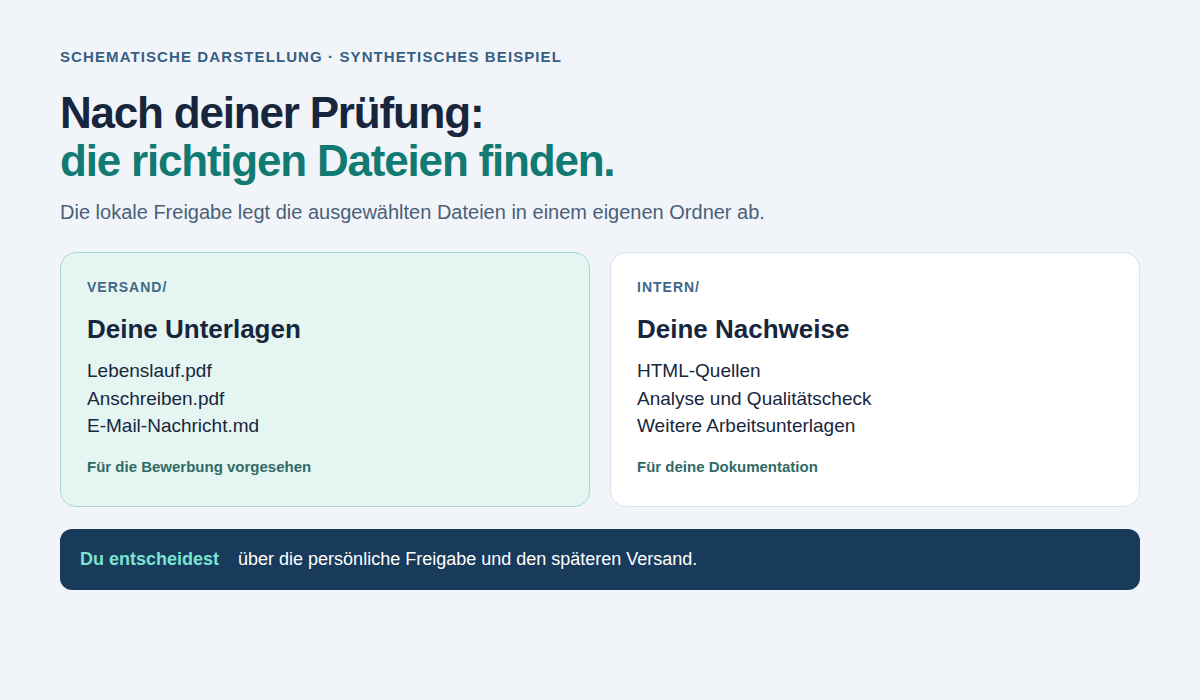 SCHEMATISCHE DARSTELLUNG · SYNTHETISCHES BEISPIEL
Nach deiner Prüfung:
die richtigen Dateien finden.
Die lokale Freigabe legt die ausgewählten Dateien in einem eigenen Ordner ab.
VERSAND/
Deine Unterlagen
Lebenslauf.pdf
Anschreiben.pdf
E-Mail-Nachricht.md
Für die Bewerbung vorgesehen
INTERN/
Deine Nachweise
HTML-Quellen
Analyse und Qualitätscheck
Weitere Arbeitsunterlagen
Für deine Dokumentation
Du entscheidest über die persönliche Freigabe und den späteren Versand.